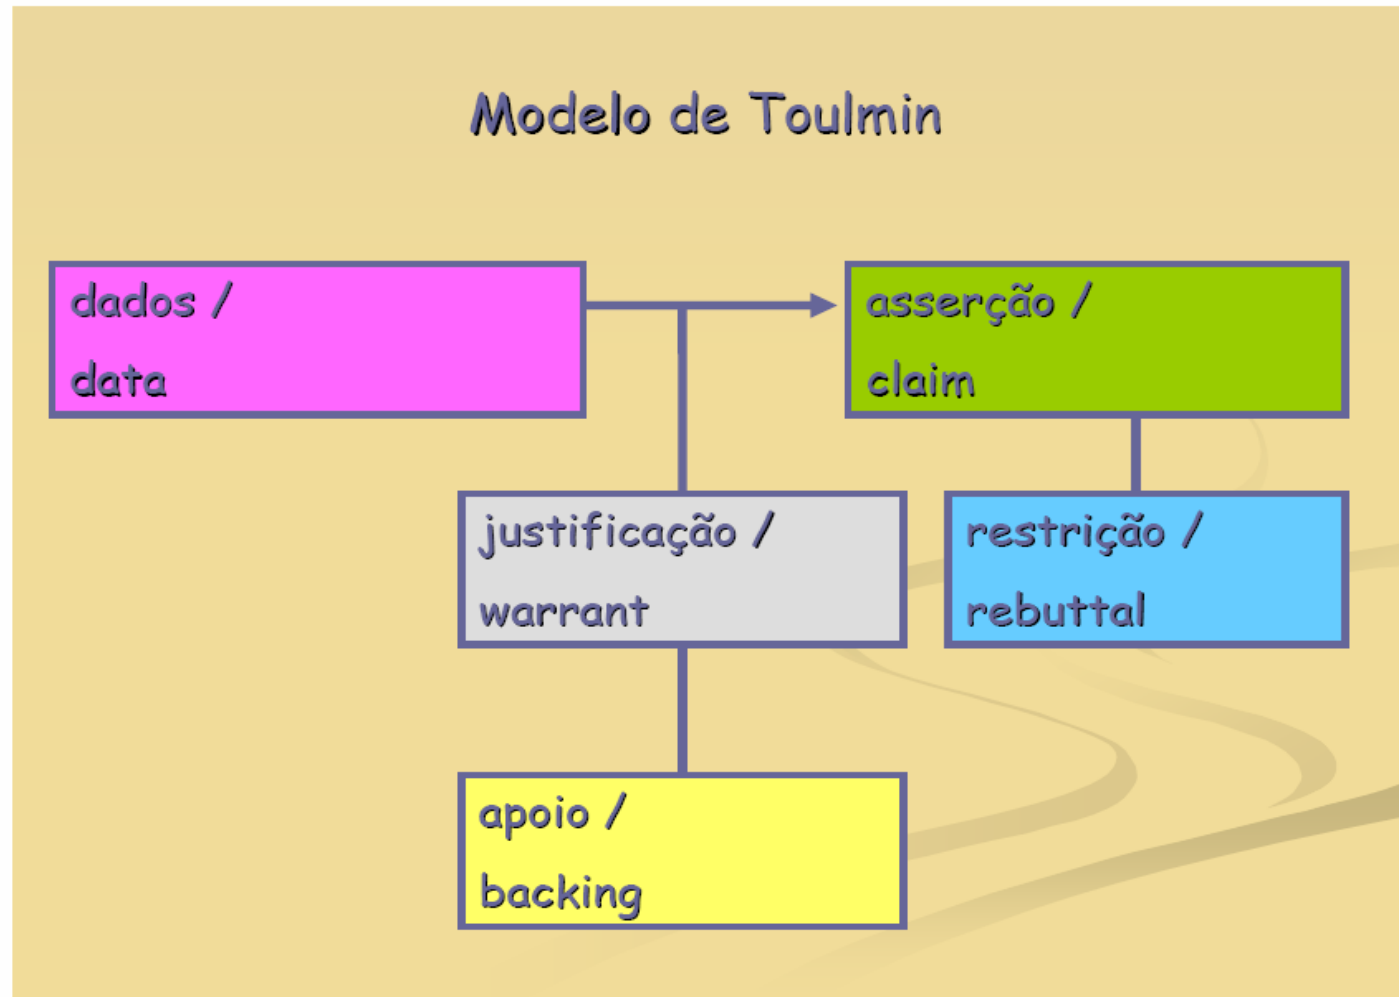 Modelo de Toulmin
dados /
data
asserção /
claim
justificação /
warrant
restrição /
rebuttal
apoio /
backing